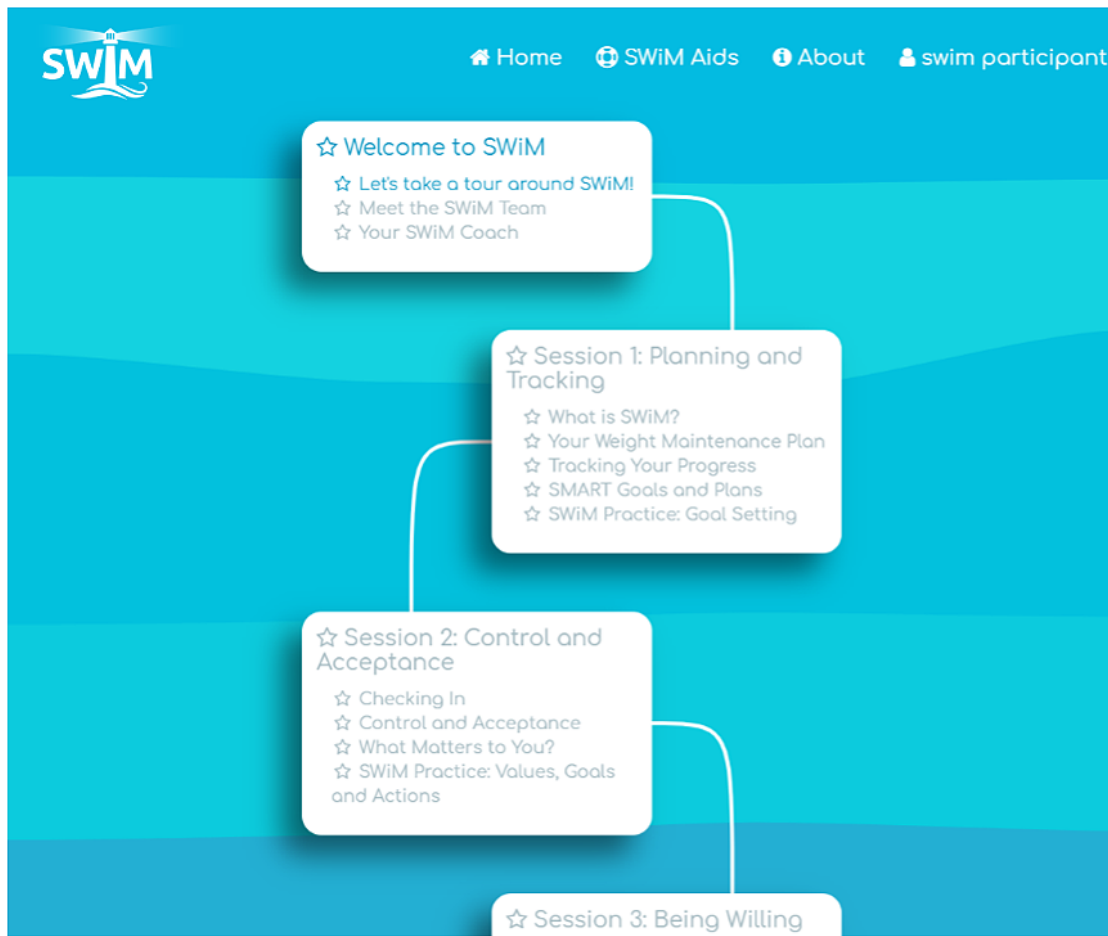 SWiM
Home SWiM Aids About swim participant
Welcome to SWiM
Let's take a tour around SWiM!
Meet the SWiM Team
Your SWiM Coach
Session 1: Planning and
Tracking
What is SWiM?
Your Weight Maintenance Plan
Tracking Your Progress
SMART Goals and Plans
SWiM Practice: Goal Setting
Session 2: Control and
Acceptance
Checking In
Control and Acceptance
What Matters to You?
SWiM Practice: Values, Goals
and Actions
Session 3: Being Willing